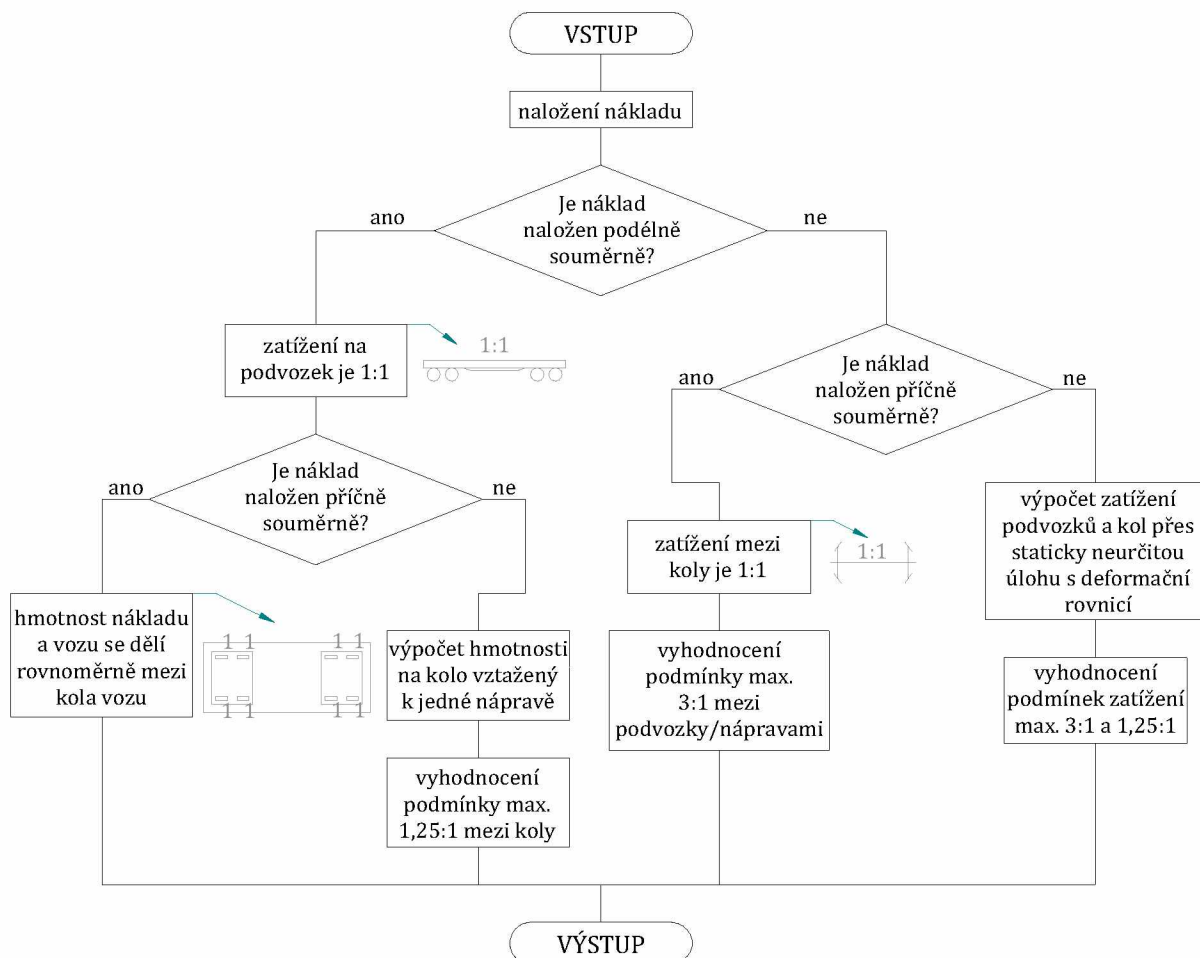 VSTUP
naložení nákladu
Je náklad
naložen podélně
souměrně?
ano
ne
zatížení na
podvozek je 1:1
1:1
Je náklad
naložen příčně
souměrně?
ano
ne
Je náklad
naložen příčně
souměrně?
ano
ne
hmotnost nákladu
a vozu se dělí
rovnoměrně mezi
kola vozu
1 1
1 1
1 1
1 1
výpočet hmotnosti
na kolo vztažený
k jedné nápravě
vyhodnocení
podmínky max.
1,25:1 mezi koly
zatížení mezi
koly je 1:1
1:1
vyhodnocení
podmínky max.
3:1 mezi
podvozky/nápravami
výpočet zatížení
podvozků a kol přes
staticky neurčitou
úlohu s deformační
rovnicí
vyhodnocení
podmínek zatížení
max. 3:1 a 1,25:1
VÝSTUP